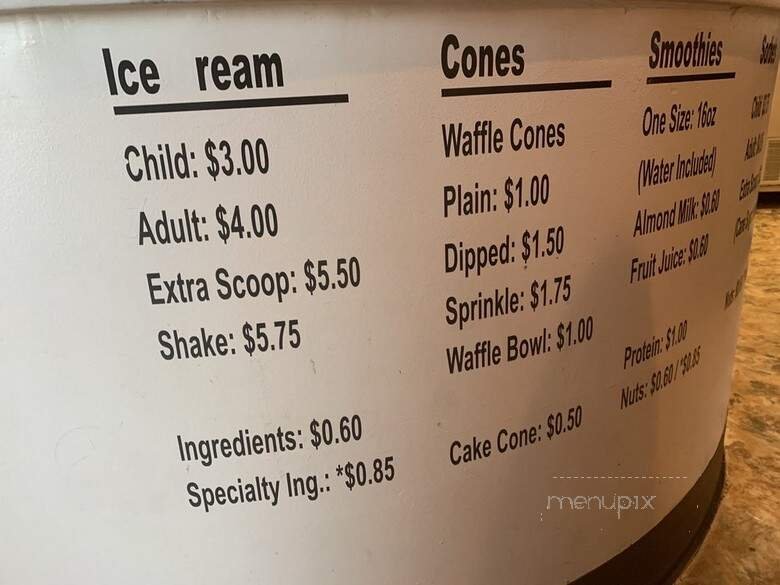 Ice ream
Child: $3.00
Adult: $4.00
Extra Scoop: $5.50
Shake: $5.75
Ingredients: $0.60
Specialty Ing.: *$0.85
Cones
Waffle Cones
Plain: $1.00
Dipped: $1.50
Sprinkle: $1.75
Waffle Bowl: $1.00
Cake Cone: $0.50
Smoothies
One Size: 16oz
(Water Included)
Almond Milk: $0.60
Fruit Juice: $0.60
Protein: $1.00
Nuts: $0.60 / *$0.85
menupix